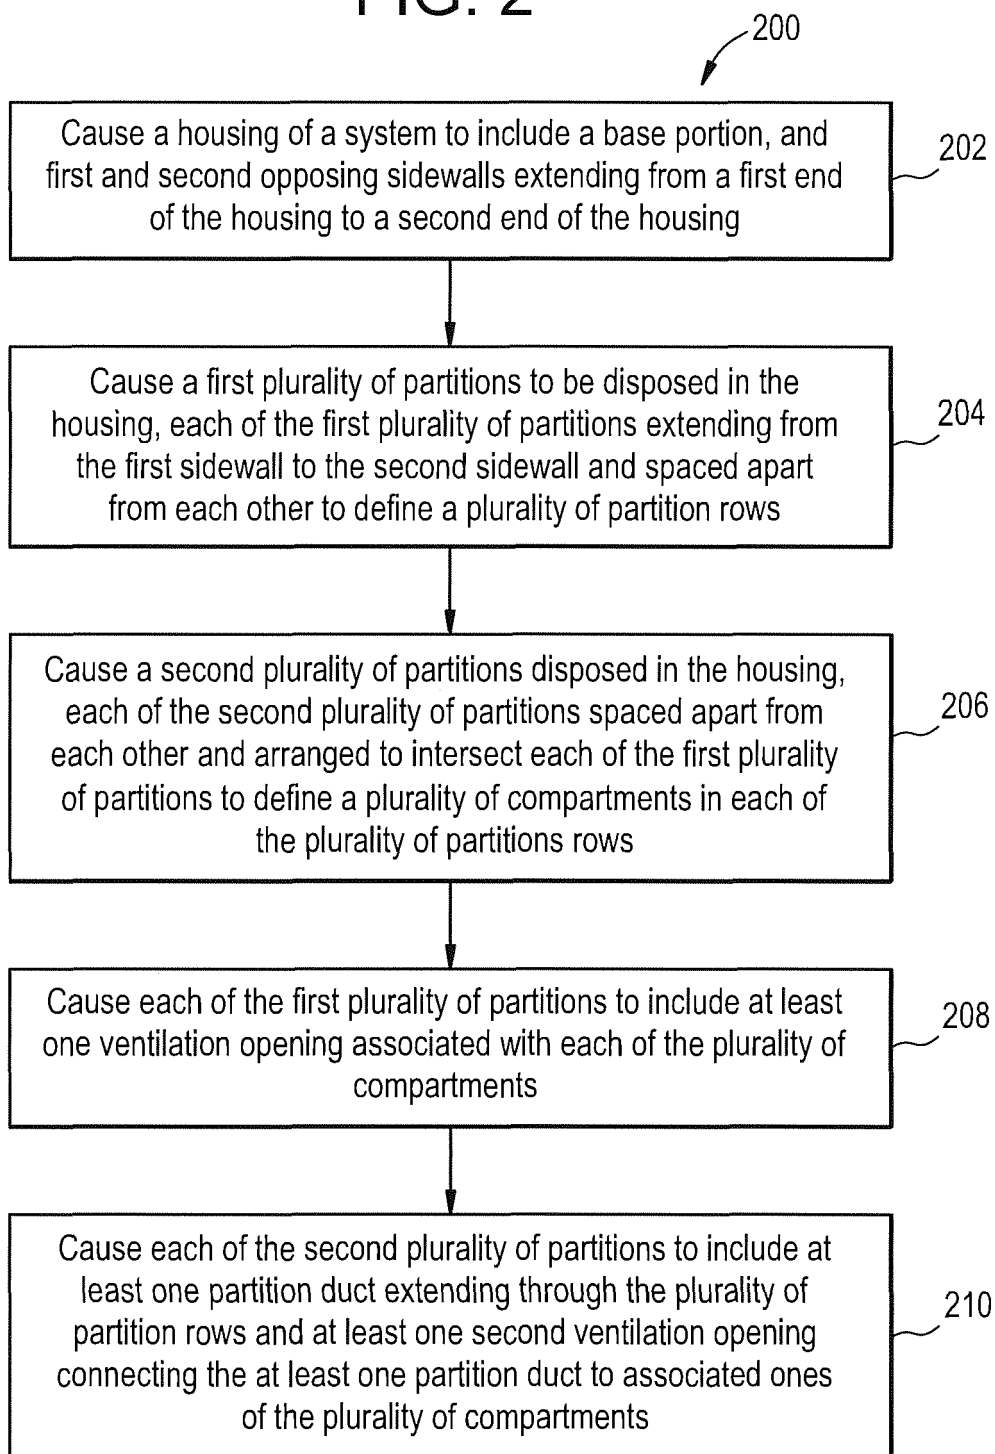 FIG. 2
200
Cause a housing of a system to include a base portion, and
first and second opposing sidewalls extending from a first end
of the housing to a second end of the housing
202
Cause a first plurality of partitions to be disposed in the
housing, each of the first plurality of partitions extending from
the first sidewall to the second sidewall and spaced apart
from each other to define a plurality of partition rows
204
Cause a second plurality of partitions disposed in the housing,
each of the second plurality of partitions spaced apart from
each other and arranged to intersect each of the first plurality
of partitions to define a plurality of compartments in each of
the plurality of partitions rows
206
Cause each of the first plurality of partitions to include at least
one ventilation opening associated with each of the plurality of
compartments
208
Cause each of the second plurality of partitions to include at
least one partition duct extending through the plurality of
partition rows and at least one second ventilation opening
connecting the at least one partition duct to associated ones
of the plurality of compartments
210